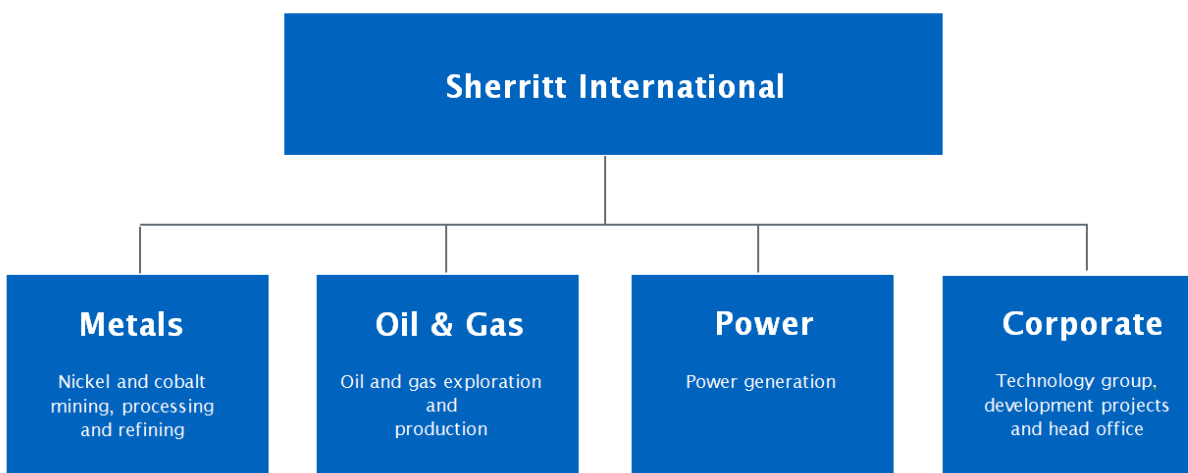 Sherritt International
Metals
Nickel and cobalt
mining, processing
and refining
Oil & Gas
Oil and gas exploration
and
production
Power
Power generation
Corporate
Technology group,
development projects
and head office